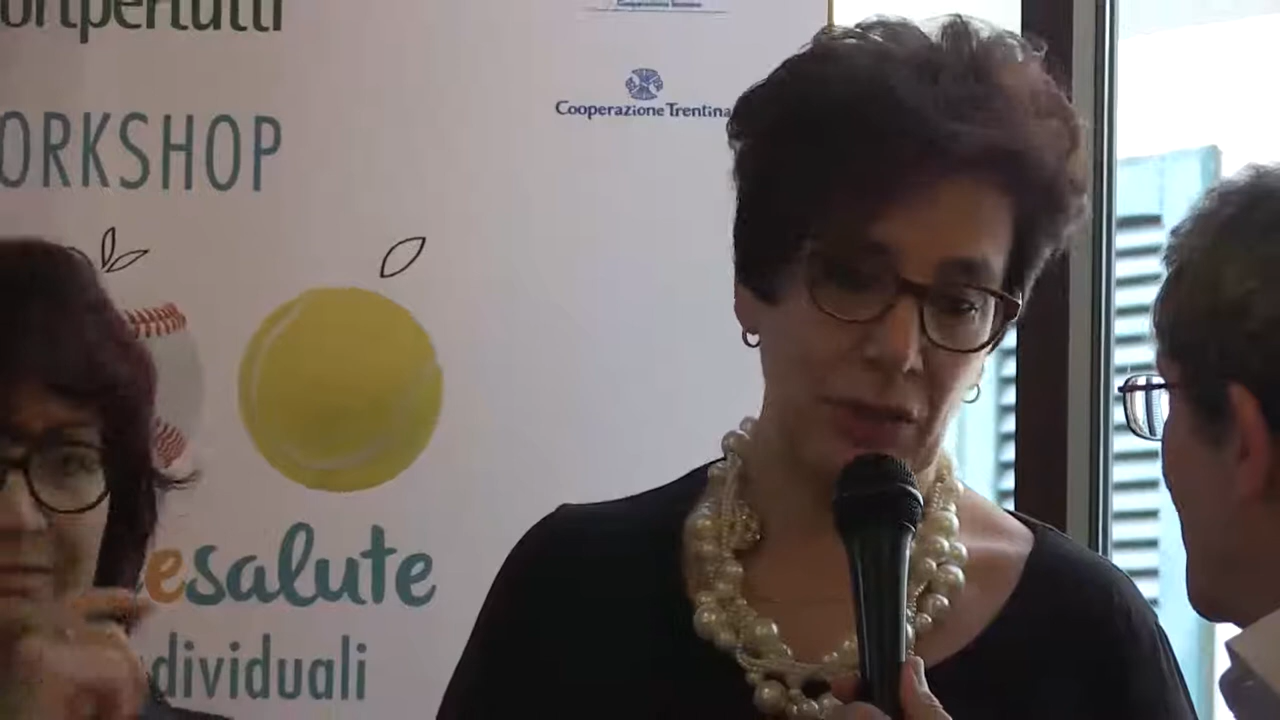 ortpertutti
Cooperazione Trentina
ORKSHOP
esalute
dividuali